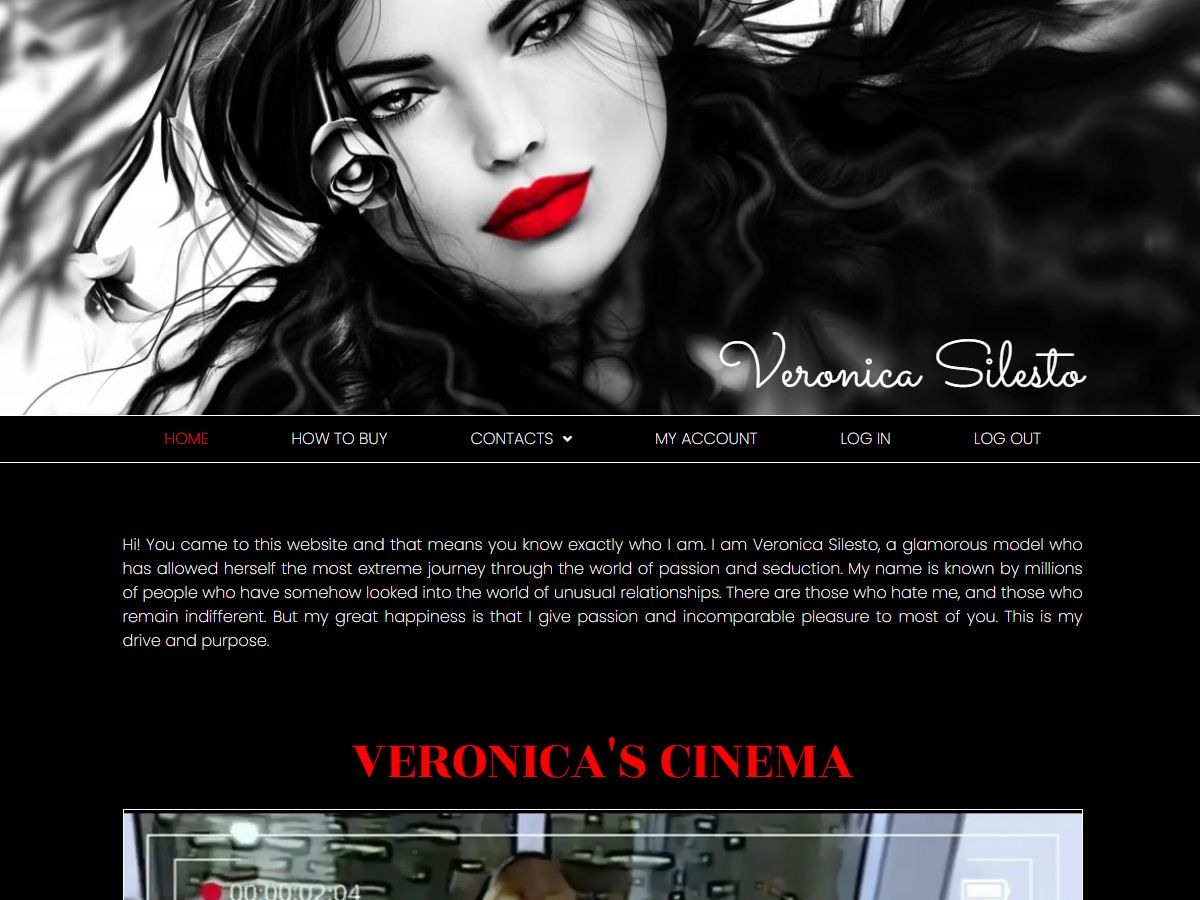 Veronica Silesto
HOME HOW TO BUY CONTACTS MY ACCOUNT LOG IN LOG OUT
Hi! You came to this website and that means you know exactly who I am. I am Veronica Silesto, a glamorous model who
has allowed herself the most extreme journey through the world of passion and seduction. My name is known by millions
of people who have somehow looked into the world of unusual relationships. There are those who hate me, and those who
remain indifferent. But my great happiness is that I give passion and incomparable pleasure to most of you. This is my
drive and purpose.
VERONICA'S CINEMA
00:00:02:04